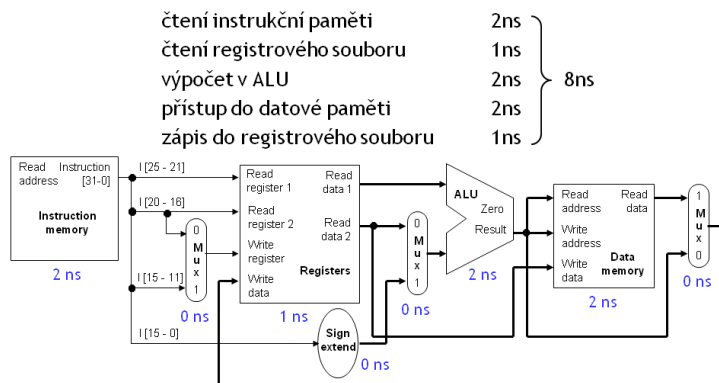 čtení instrukční paměti 2ns
čtení registrového souboru 1ns
výpočet v ALU 2ns
přístup do datové paměti 2ns
zápis do registrového souboru 1ns
8ns
Read address
Instruction [31-0]
Instruction memory
2 ns
I [25 - 21]
I [20 - 16]
I [15 - 11]
I [15 - 0]
0
Mux
1
0 ns
Read register 1
Read register 2
Write register
Write data
Read data 1
Read data 2
Registers
1 ns
Sign extend
0 ns
0
Mux
1
0 ns
ALU
Zero
Result
2 ns
Read address
Write address
Write data
Read data
Data memory
2 ns
1
Mux
0
0 ns